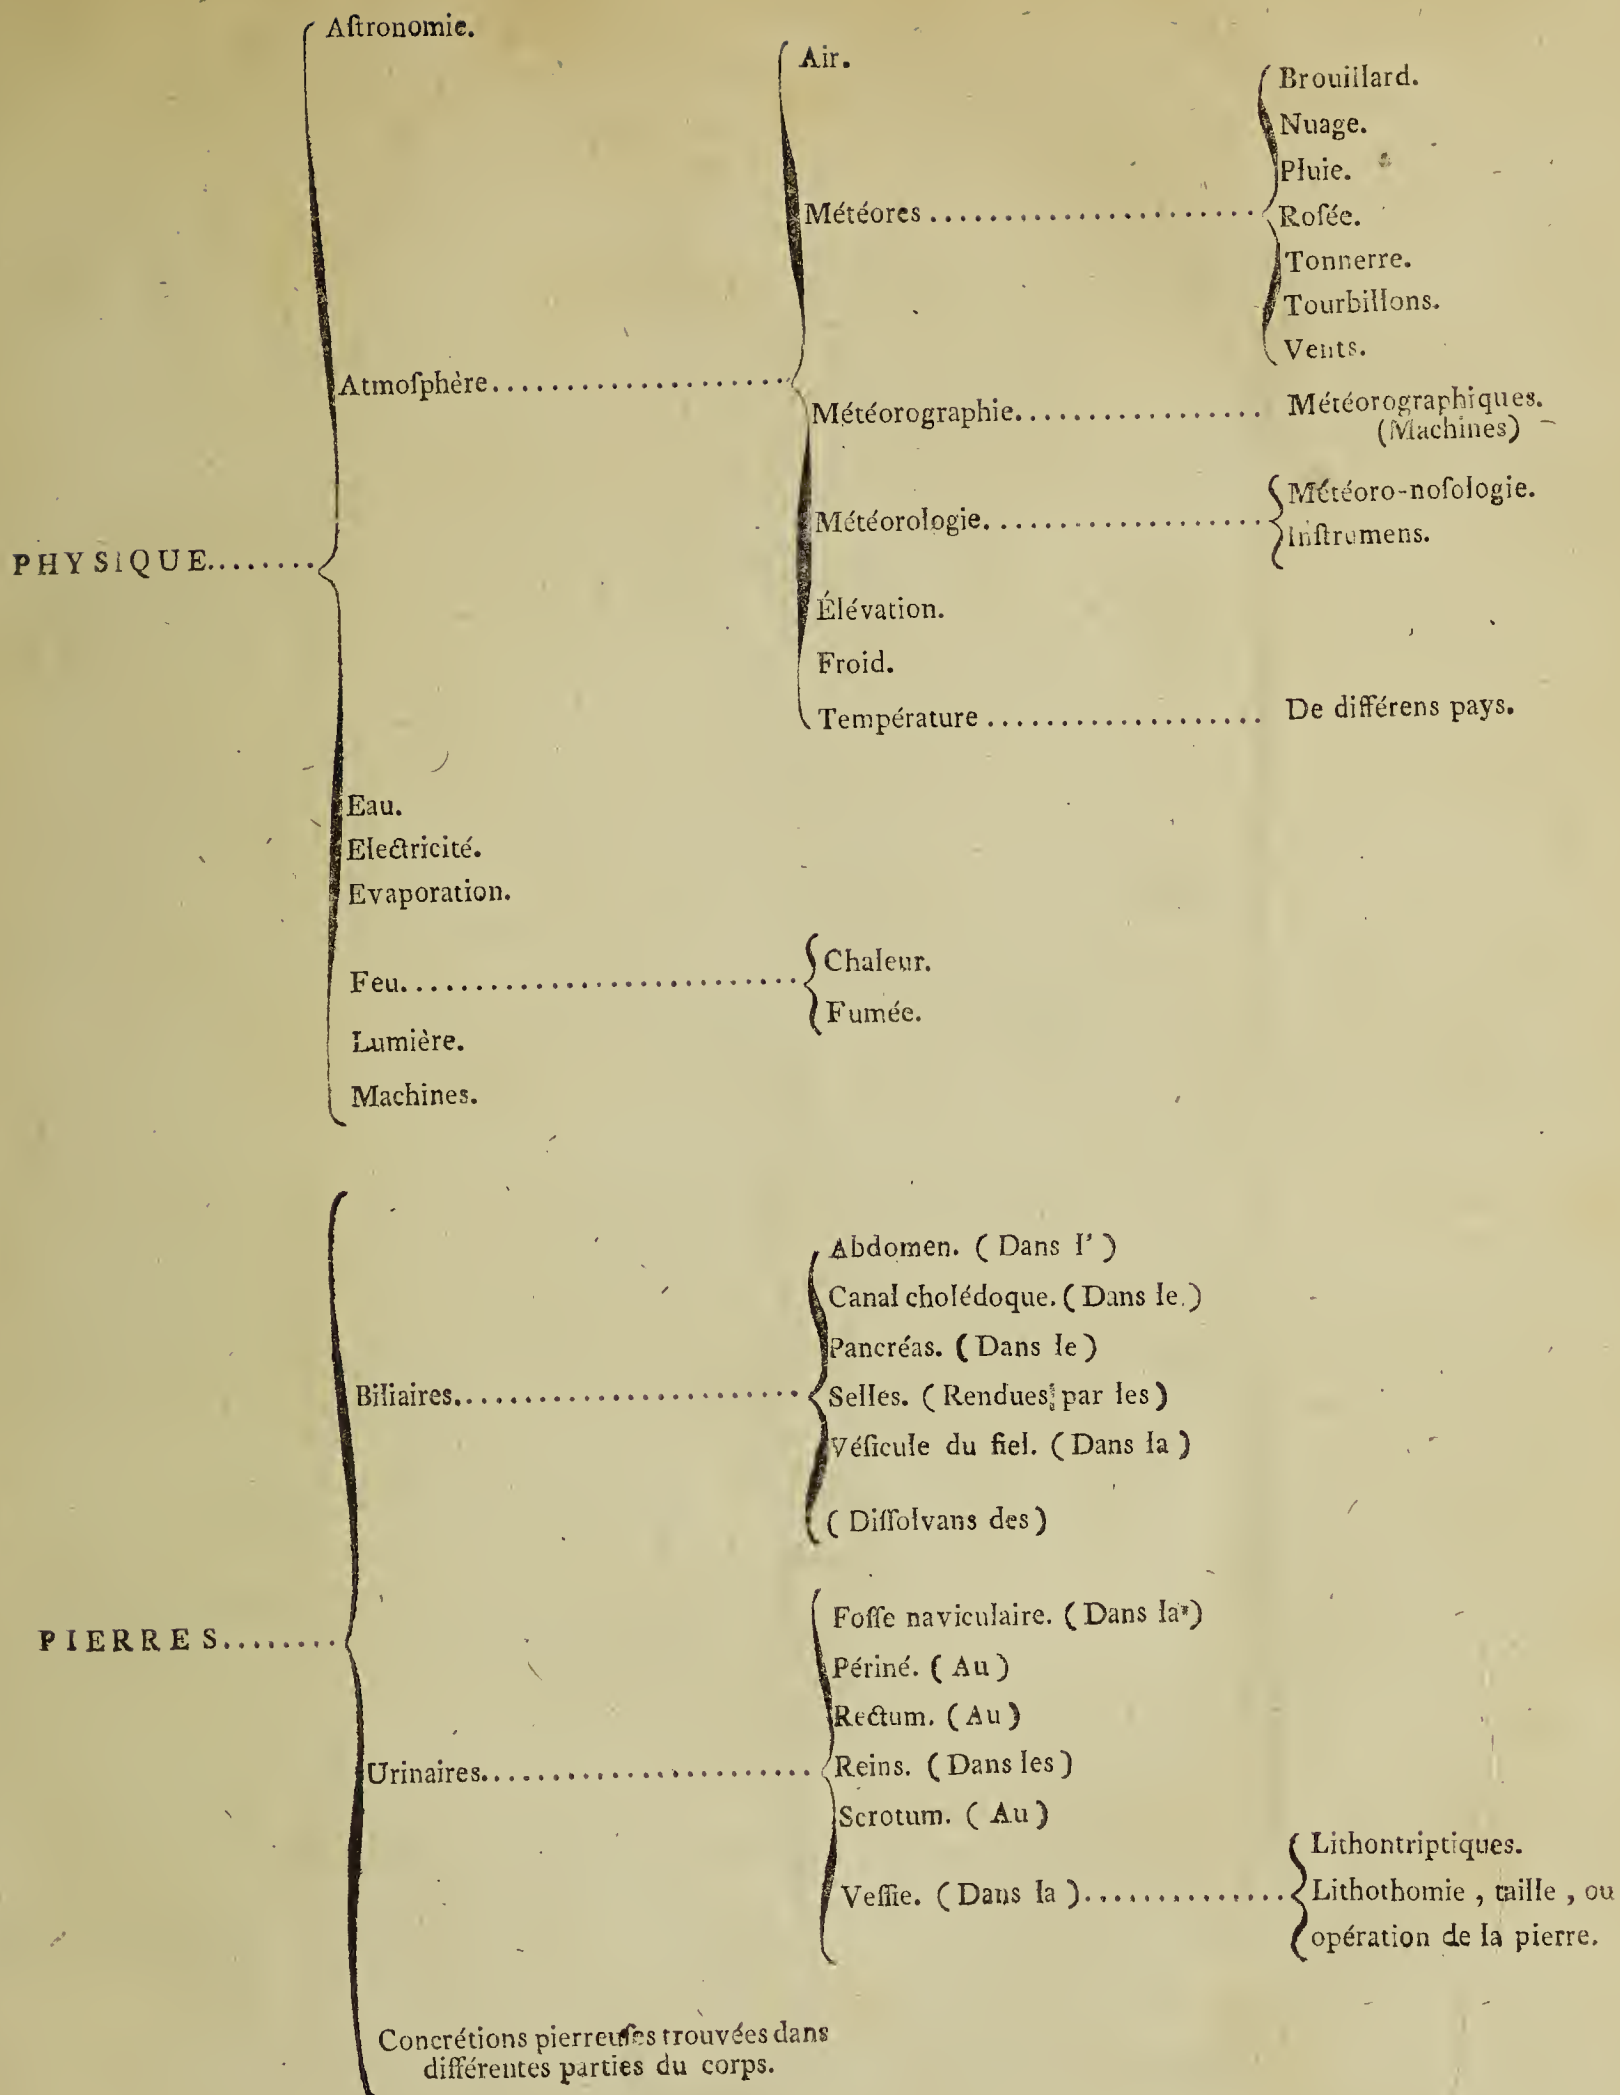 PHYSIQUE........
Aſtronomie.
Atmoſphère....................
Air.
Météores......................
Brouillard.
Nuage.
Pluie.
Roſée.
Tonnerre.
Tourbillons.
Vents.
Météorographie.................
Météorographiques.
(Machines)
Météorologie...................
Météoro-noſologie.
Inſtrumens.
Élévation.
Froid.
Température...................
De différens pays.
Eau.
Electricité.
Evaporation.
Feu...........................
Chaleur.
Fumée.
Lumière.
Machines.
PIERRES........
Biliaires........................
Abdomen. ( Dans l’ )
Canal cholédoque. ( Dans le )
Pancréas. ( Dans le )
Selles. ( Rendues par les )
Véſicule du fiel. ( Dans la )
( Diſſolvans des )
Urinaires.......................
Foſſe naviculaire. ( Dans la )
Périné. ( Au )
Rectum. ( Au )
Reins. ( Dans les )
Scrotum. ( Au )
Veſſie. ( Dans la )..............
Lithontriptiques.
Lithothomie , taille , ou
opération de la pierre.
Concrétions pierreuſes trouvées dans
différentes parties du corps.